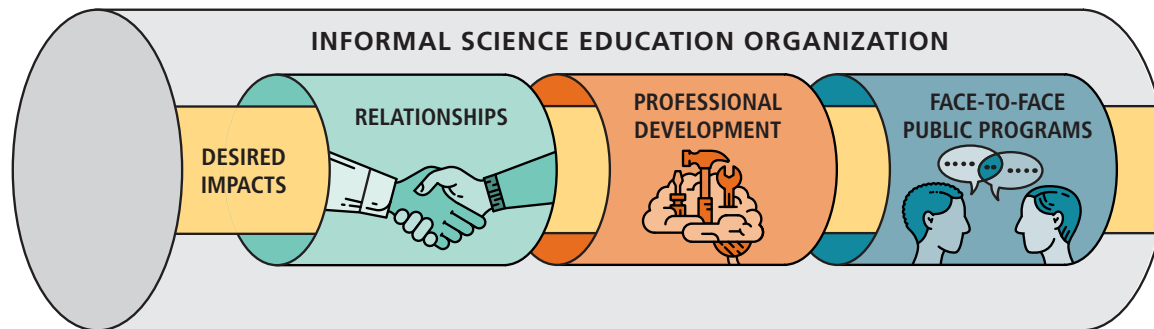 INFORMAL SCIENCE EDUCATION ORGANIZATION
DESIRED
IMPACTS
RELATIONSHIPS
PROFESSIONAL
DEVELOPMENT
FACE-TO-FACE
PUBLIC PROGRAMS